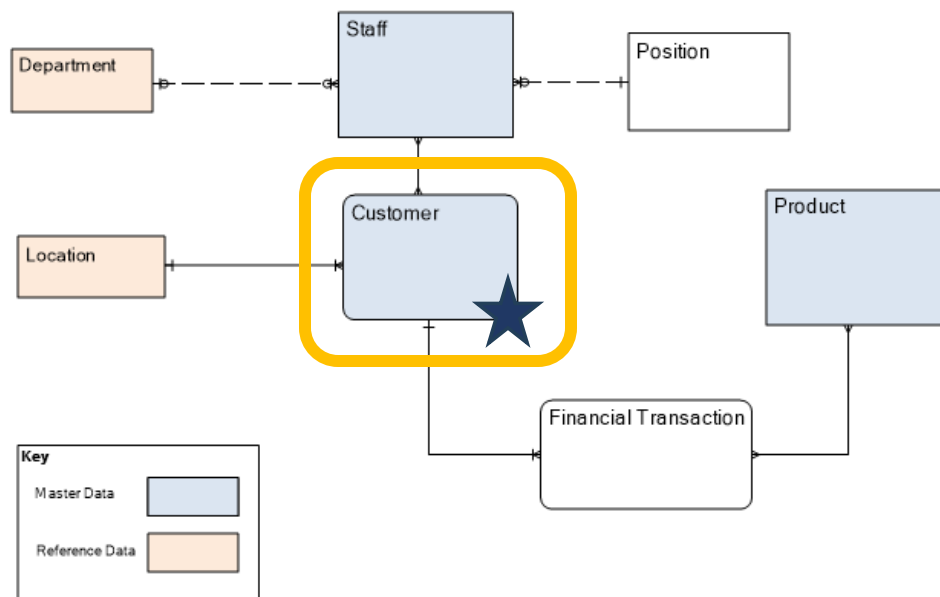 Staff
Department
Position
Customer
Product
Location
Financial Transaction
Key
Master Data
Reference Data